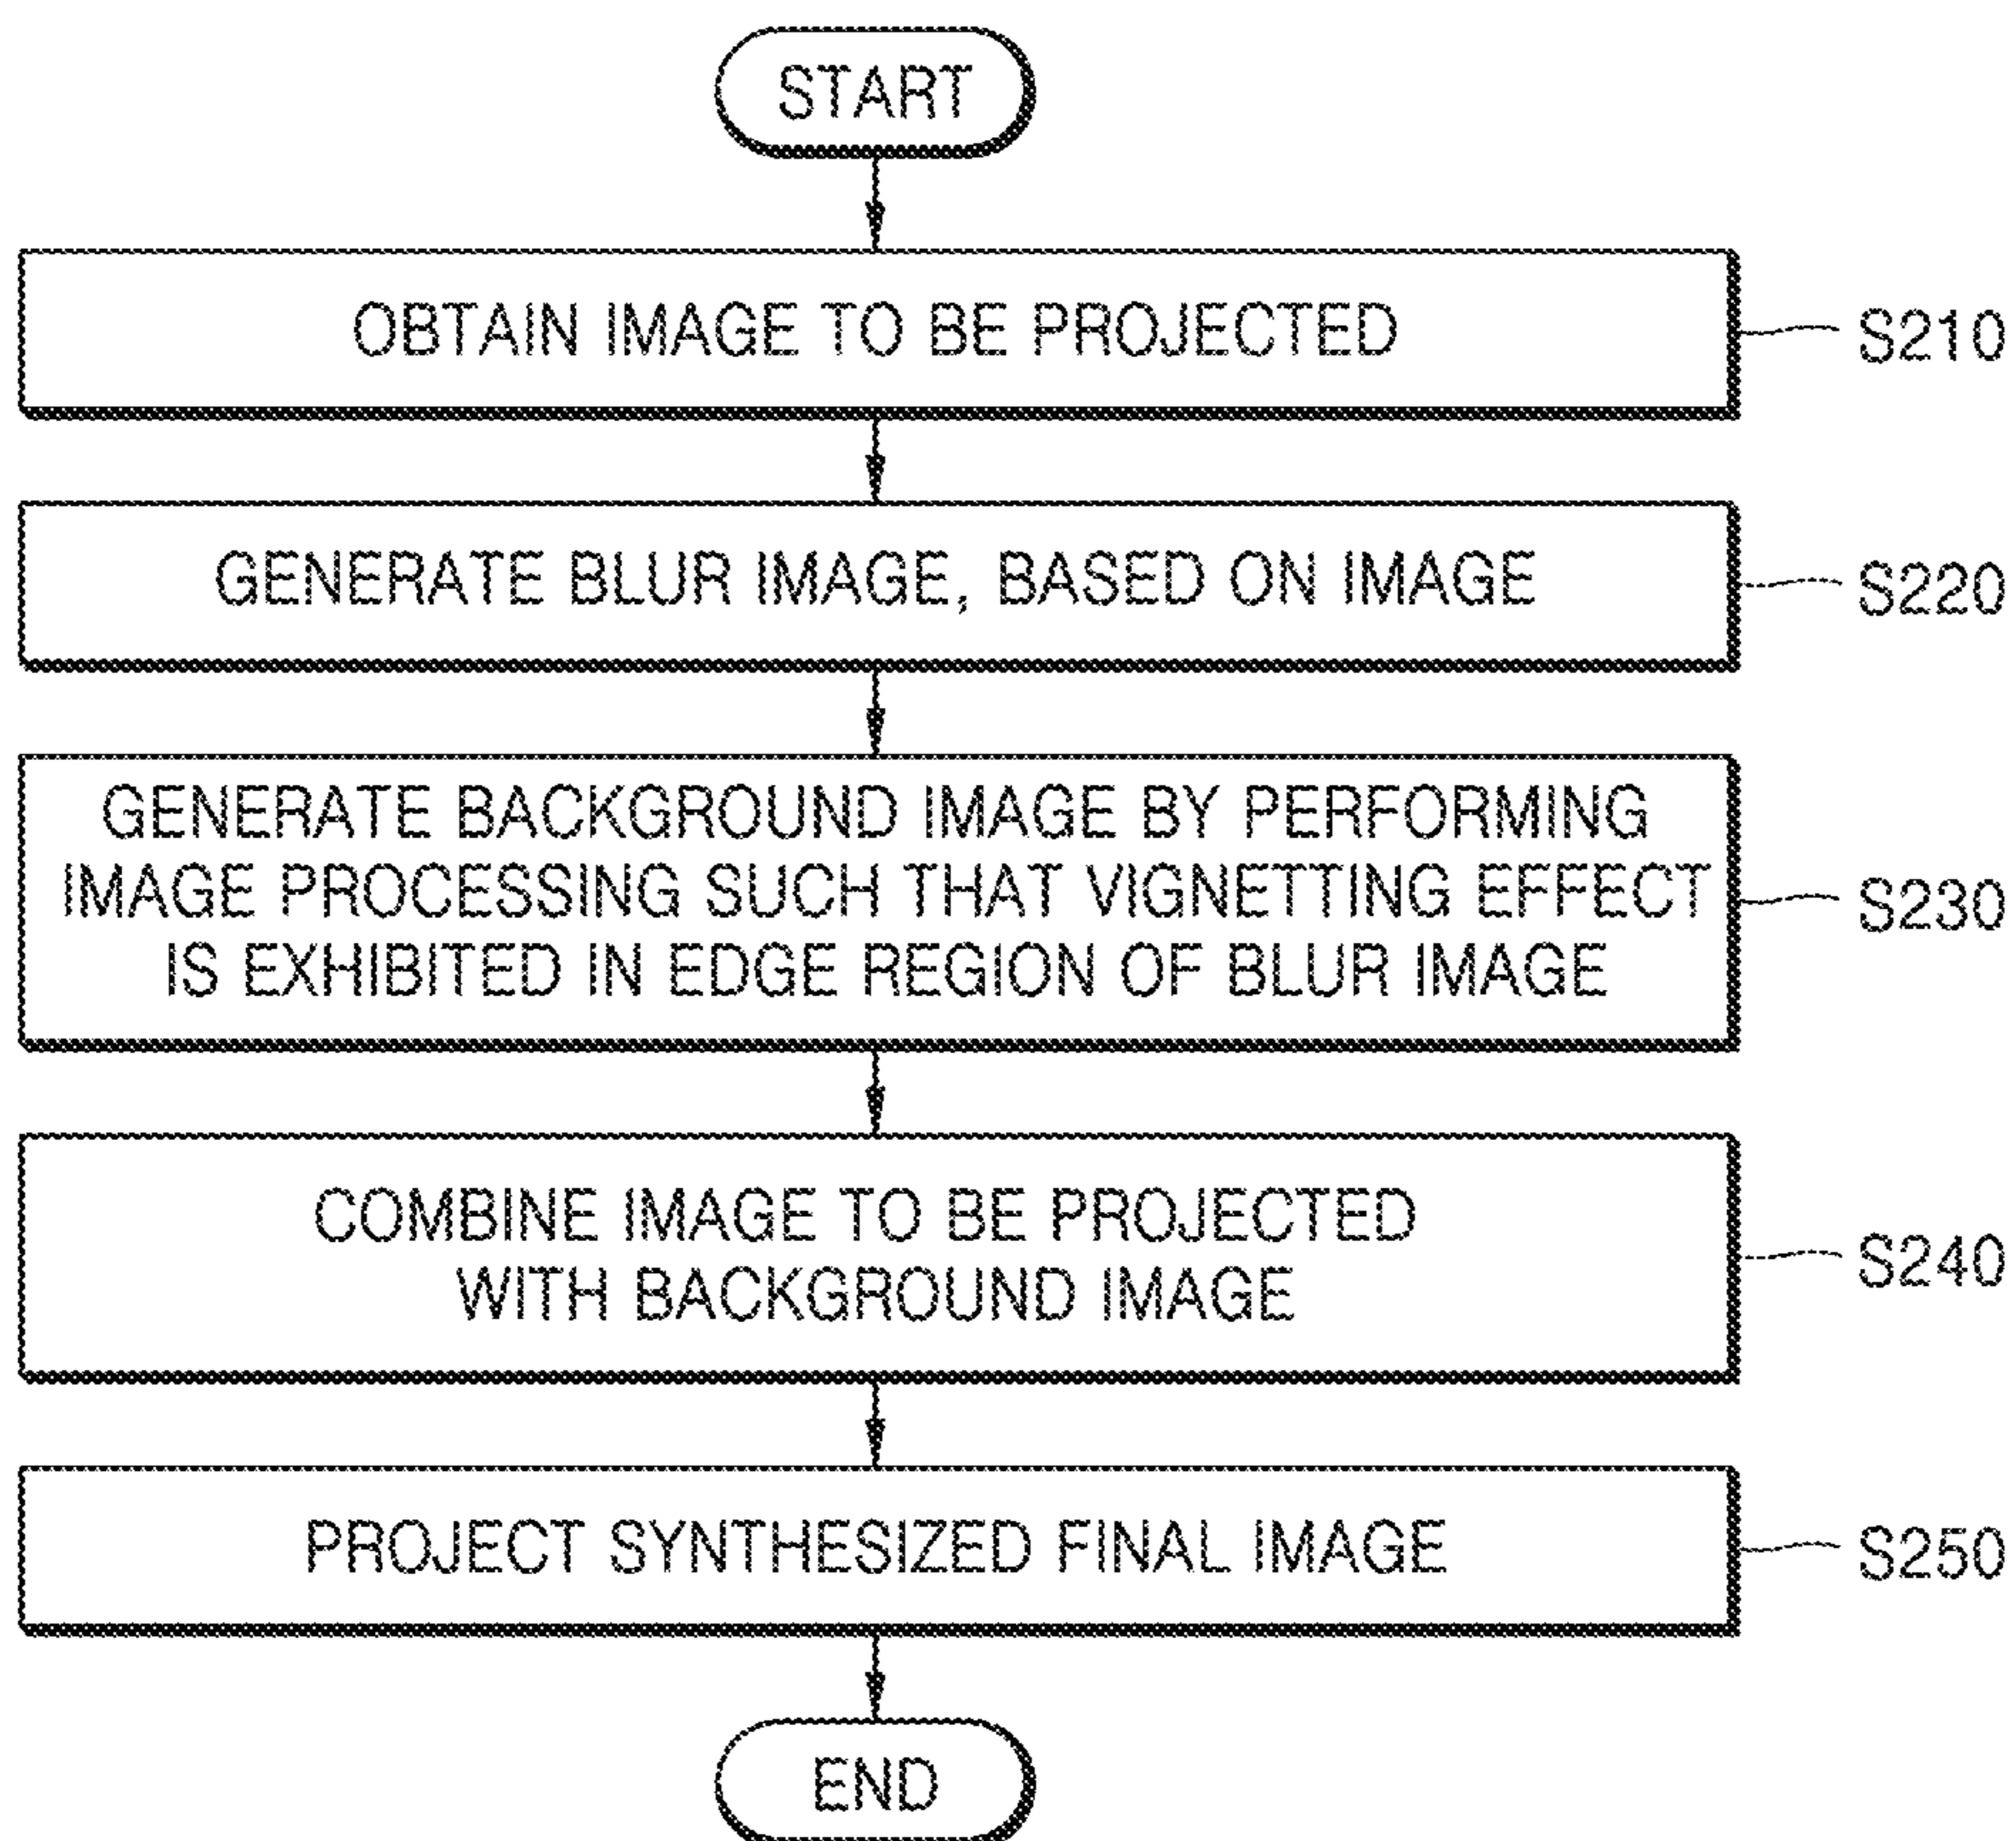 START
OBTAIN IMAGE TO BE PROJECTED
S210
GENERATE BLUR IMAGE, BASED ON IMAGE
S220
GENERATE BACKGROUND IMAGE BY PERFORMING
IMAGE PROCESSING SUCH THAT VIGNETTING EFFECT
IS EXHIBITED IN EDGE REGION OF BLUR IMAGE
S230
COMBINE IMAGE TO BE PROJECTED
WITH BACKGROUND IMAGE
S240
PROJECT SYNTHESIZED FINAL IMAGE
S250
END